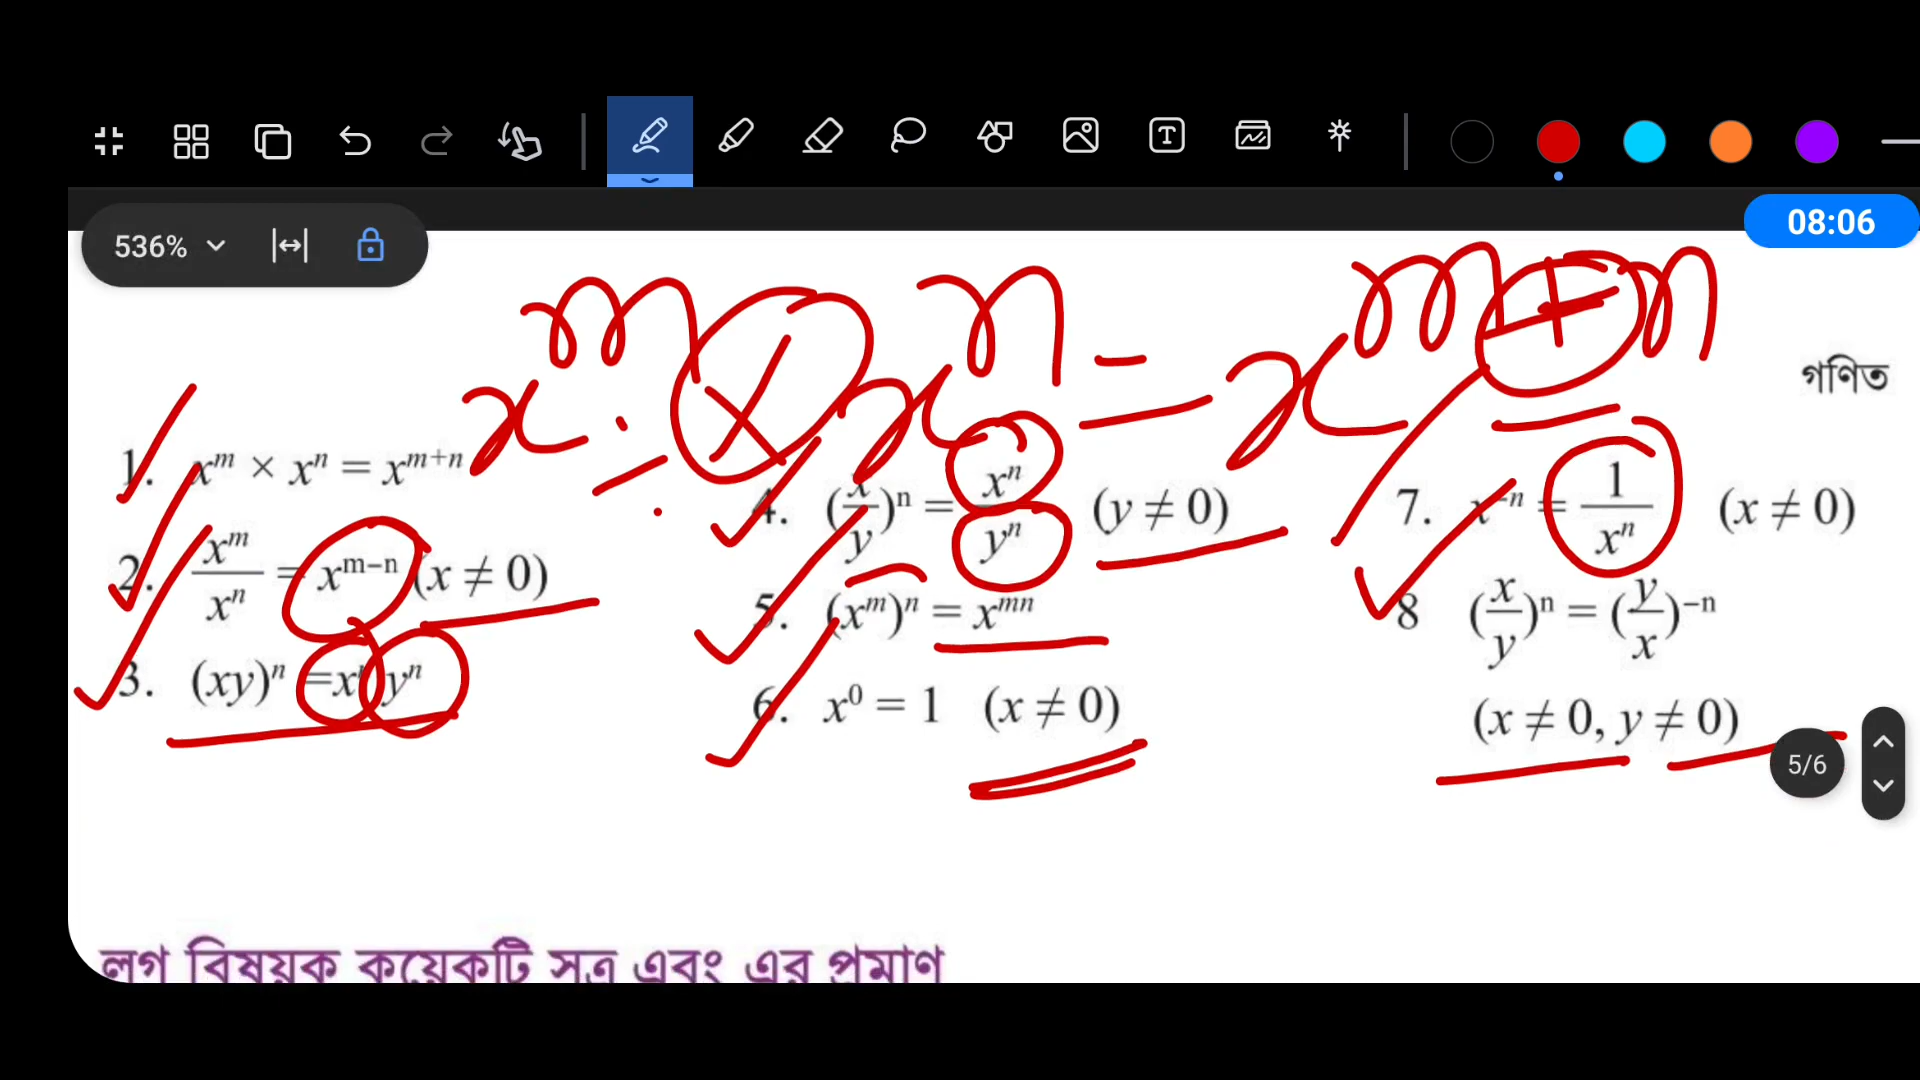 536%
08:06
x^m × x^n = x^{m+n}
গণিত
1. x^m × x^n = x^{m+n}
2. x^m/x^n = x^{m−n} (x ≠ 0)
3. (xy)^n = x^n y^n
4. (x/y)^n = x^n/y^n (y ≠ 0)
5. (x^m)^n = x^{mn}
6. x^0 = 1 (x ≠ 0)
7. x^{−n} = 1/x^n (x ≠ 0)
8 (x/y)^n = (y/x)^{−n}
(x ≠ 0, y ≠ 0)
5/6
লগ বিষয়ক কয়েকটি সূত্র এবং এর প্রমাণ